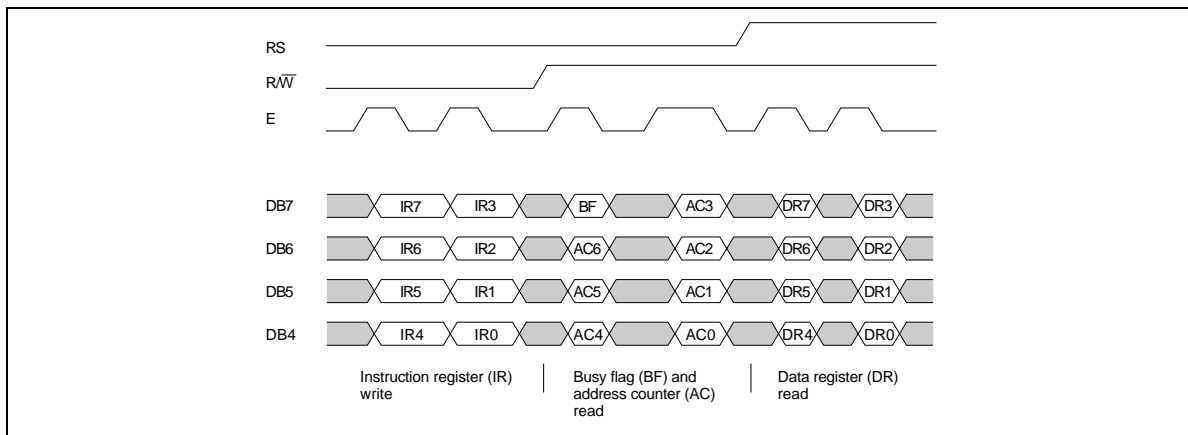 RS
R/W̅
E
DB7 IR7 IR3 BF AC3 DR7 DR3
DB6 IR6 IR2 AC6 AC2 DR6 DR2
DB5 IR5 IR1 AC5 AC1 DR5 DR1
DB4 IR4 IR0 AC4 AC0 DR4 DR0
Instruction register (IR)
write
Busy flag (BF) and
address counter (AC)
read
Data register (DR)
read